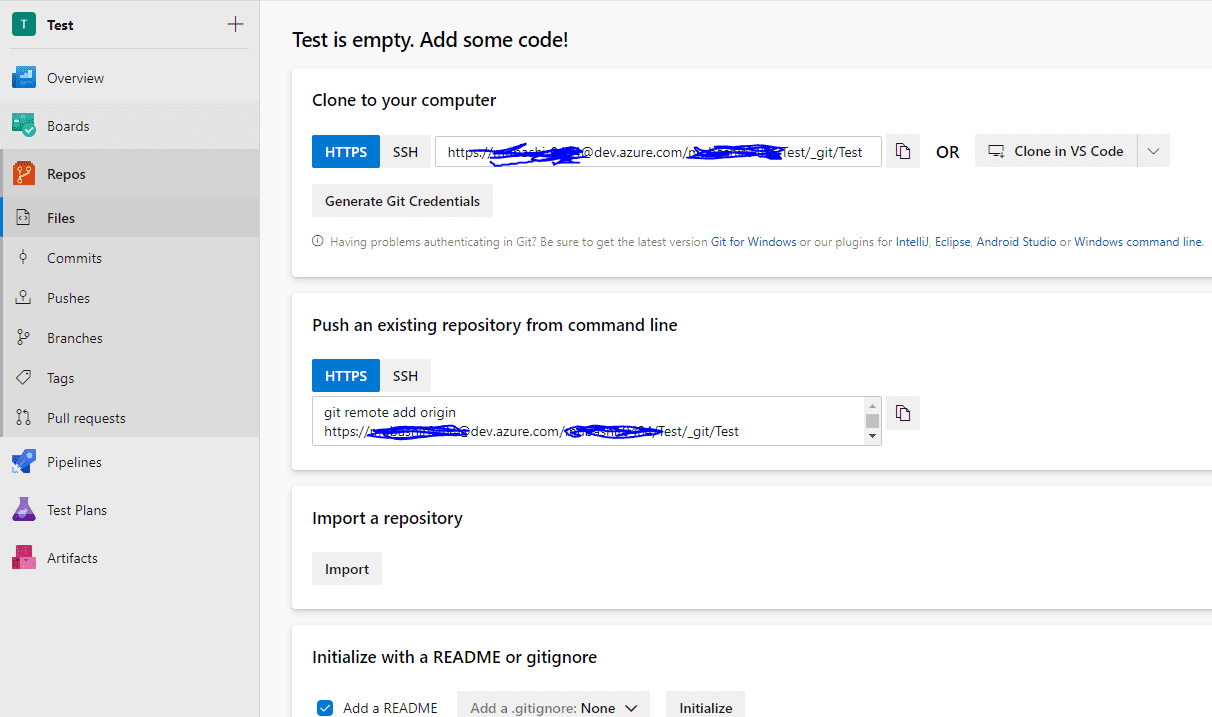 T Test
Overview
Boards
Repos
Files
Commits
Pushes
Branches
Tags
Pull requests
Pipelines
Test Plans
Artifacts
Test is empty. Add some code!
Clone to your computer
HTTPS SSH https:// @dev.azure.com/ Test/_git/Test OR Clone in VS Code
Generate Git Credentials
Having problems authenticating in Git? Be sure to get the latest version Git for Windows or our plugins for IntelliJ, Eclipse, Android Studio or Windows command line.
Push an existing repository from command line
HTTPS SSH
git remote add origin
https:// @dev.azure.com/ /Test/_git/Test
Import a repository
Import
Initialize with a README or gitignore
Add a README Add a .gitignore: None Initialize